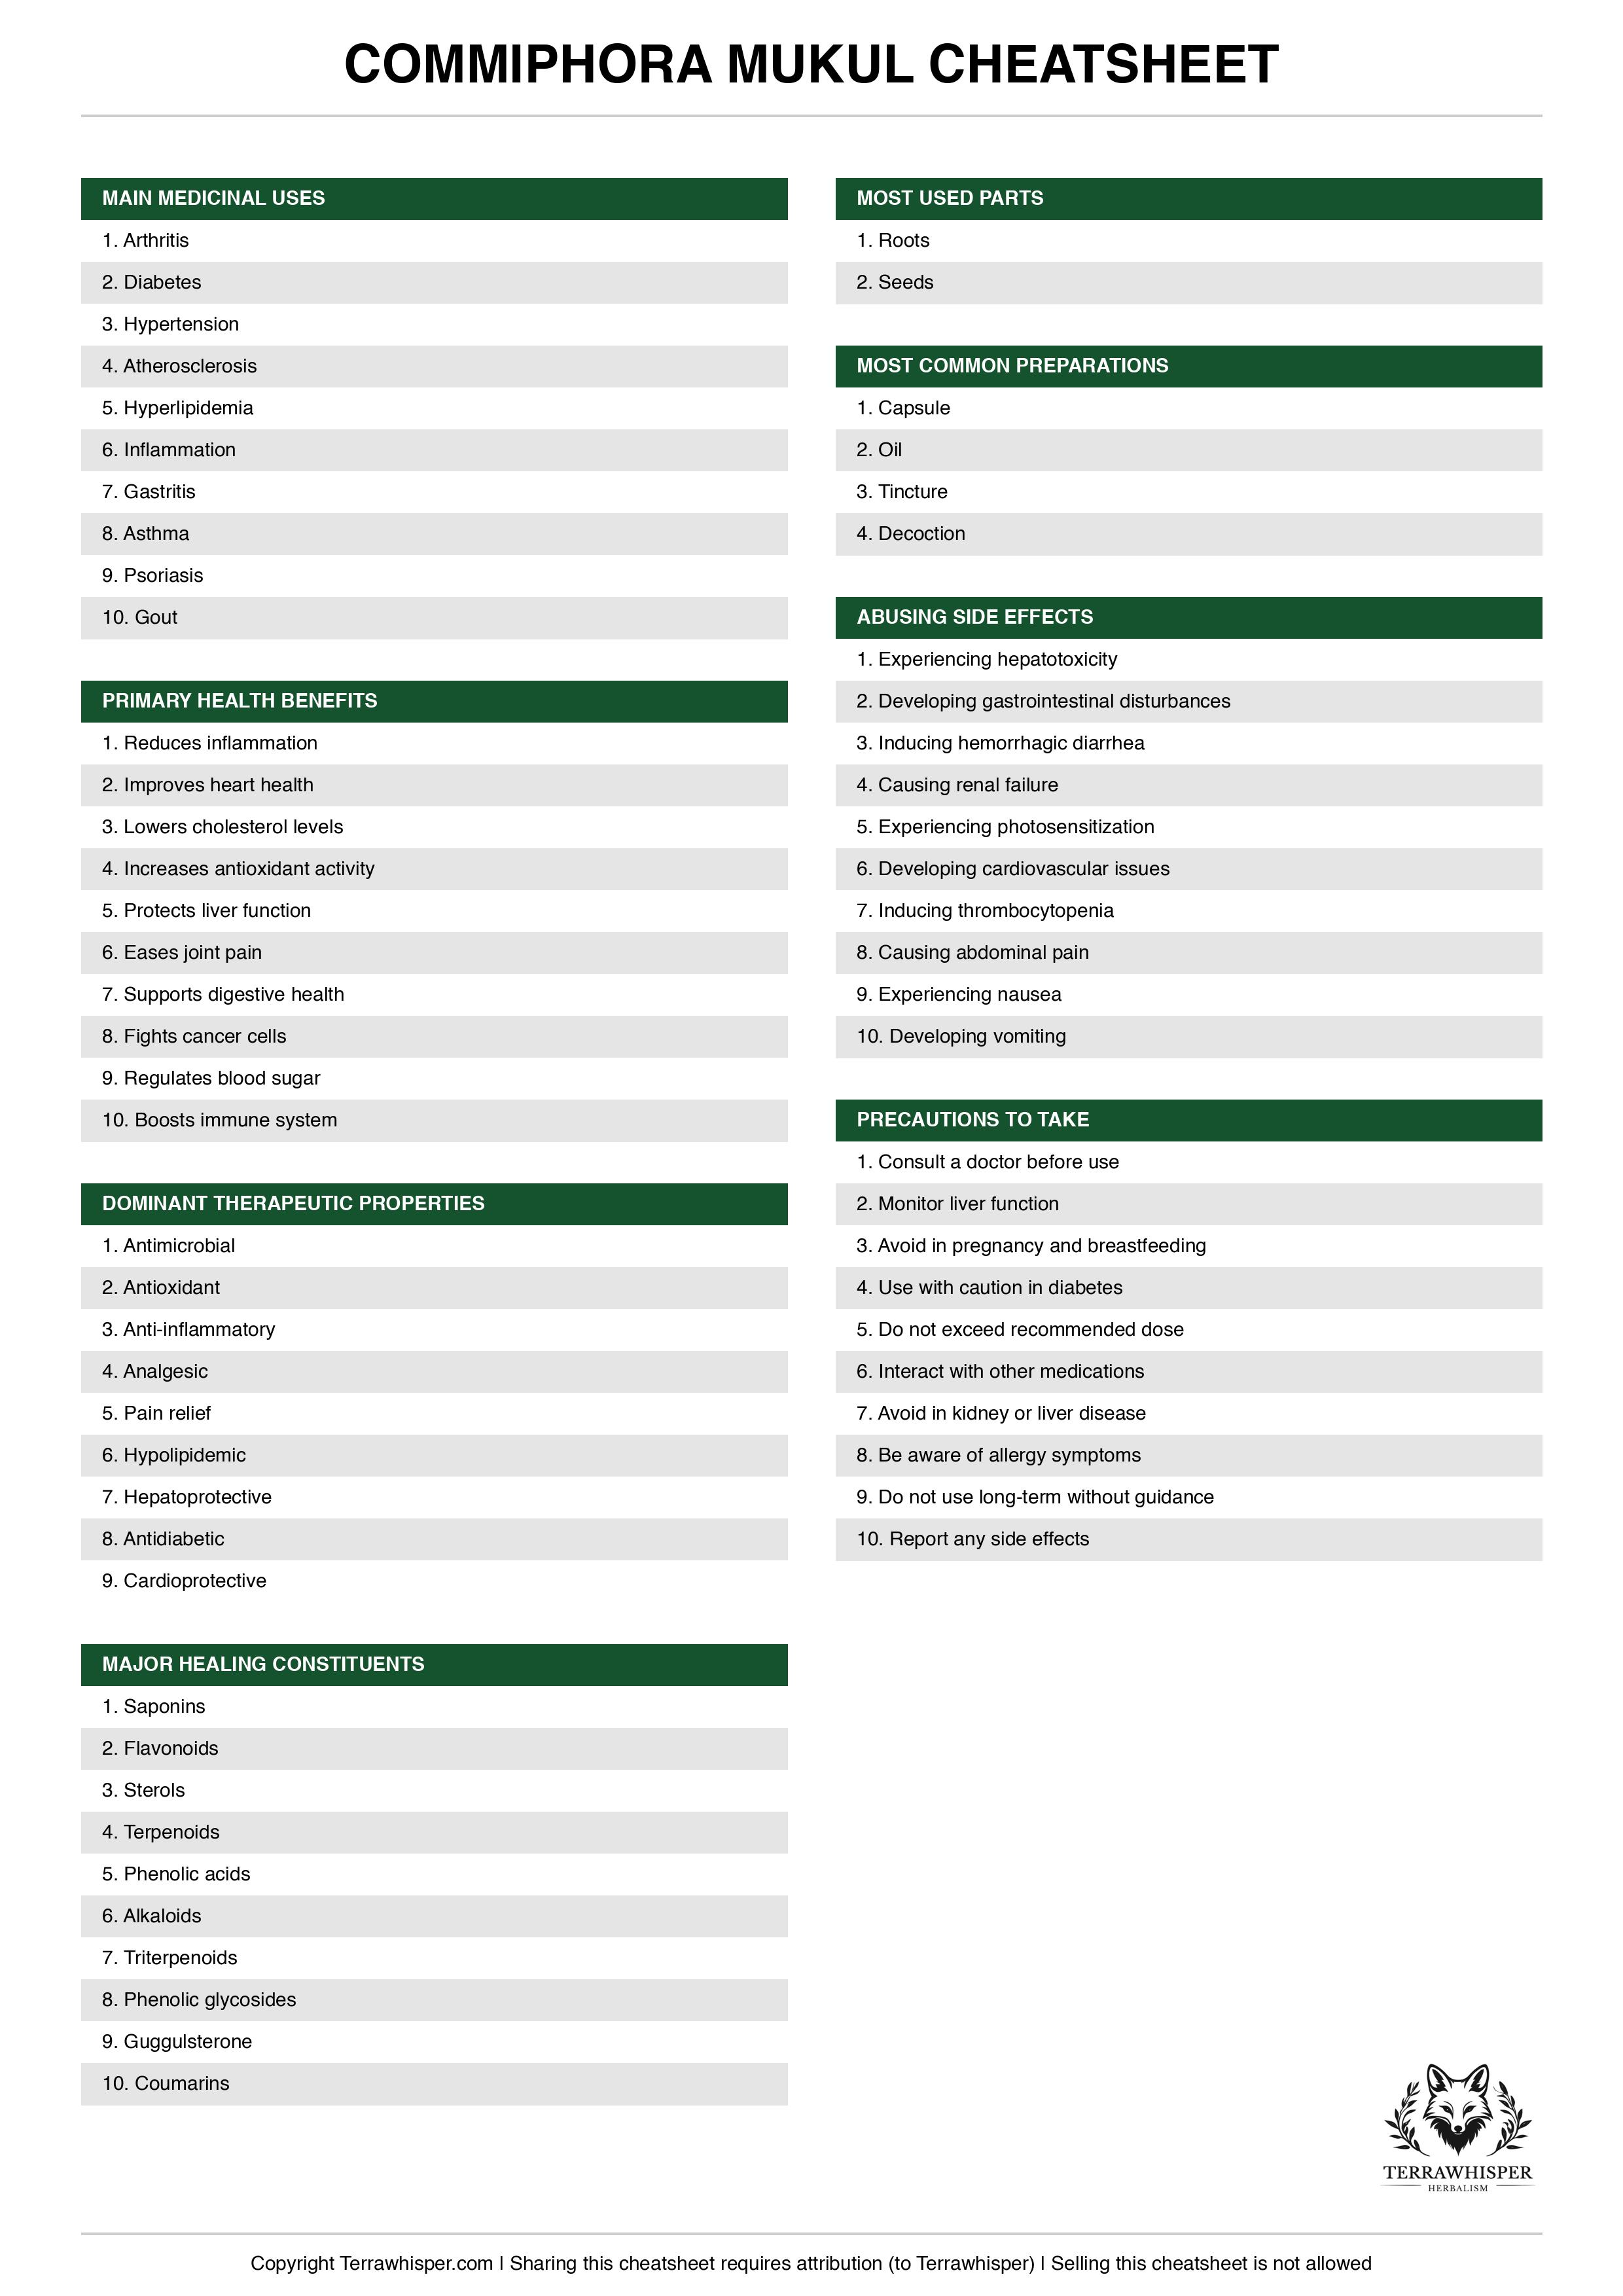 COMMIPHORA MUKUL CHEATSHEET
MAIN MEDICINAL USES
1. Arthritis
2. Diabetes
3. Hypertension
4. Atherosclerosis
5. Hyperlipidemia
6. Inflammation
7. Gastritis
8. Asthma
9. Psoriasis
10. Gout
PRIMARY HEALTH BENEFITS
1. Reduces inflammation
2. Improves heart health
3. Lowers cholesterol levels
4. Increases antioxidant activity
5. Protects liver function
6. Eases joint pain
7. Supports digestive health
8. Fights cancer cells
9. Regulates blood sugar
10. Boosts immune system
DOMINANT THERAPEUTIC PROPERTIES
1. Antimicrobial
2. Antioxidant
3. Anti-inflammatory
4. Analgesic
5. Pain relief
6. Hypolipidemic
7. Hepatoprotective
8. Antidiabetic
9. Cardioprotective
MAJOR HEALING CONSTITUENTS
1. Saponins
2. Flavonoids
3. Sterols
4. Terpenoids
5. Phenolic acids
6. Alkaloids
7. Triterpenoids
8. Phenolic glycosides
9. Guggulsterone
10. Coumarins
MOST USED PARTS
1. Roots
2. Seeds
MOST COMMON PREPARATIONS
1. Capsule
2. Oil
3. Tincture
4. Decoction
ABUSING SIDE EFFECTS
1. Experiencing hepatotoxicity
2. Developing gastrointestinal disturbances
3. Inducing hemorrhagic diarrhea
4. Causing renal failure
5. Experiencing photosensitization
6. Developing cardiovascular issues
7. Inducing thrombocytopenia
8. Causing abdominal pain
9. Experiencing nausea
10. Developing vomiting
PRECAUTIONS TO TAKE
1. Consult a doctor before use
2. Monitor liver function
3. Avoid in pregnancy and breastfeeding
4. Use with caution in diabetes
5. Do not exceed recommended dose
6. Interact with other medications
7. Avoid in kidney or liver disease
8. Be aware of allergy symptoms
9. Do not use long-term without guidance
10. Report any side effects
TERRAWHISPER
HERBALISM
Copyright Terrawhisper.com | Sharing this cheatsheet requires attribution (to Terrawhisper) | Selling this cheatsheet is not allowed